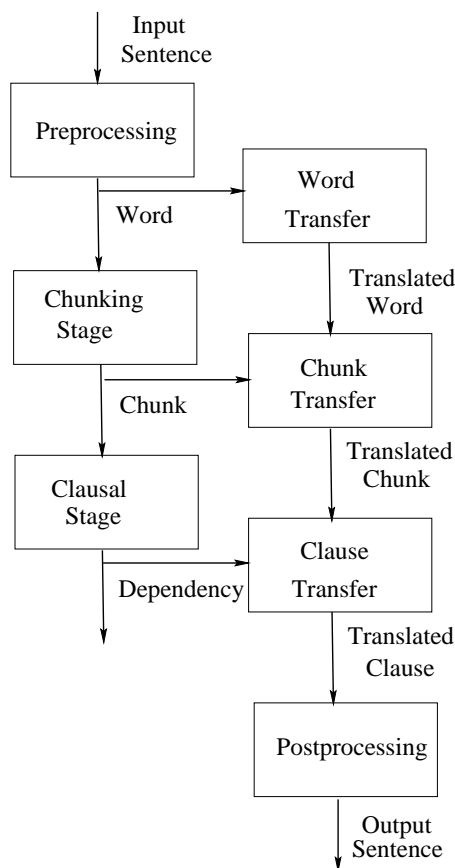 Input
Sentence
Preprocessing
Word
Word
Transfer
Translated
Word
Chunking
Stage
Chunk
Chunk
Transfer
Translated
Chunk
Clausal
Stage
Dependency
Clause
Transfer
Translated
Clause
Postprocessing
Output
Sentence